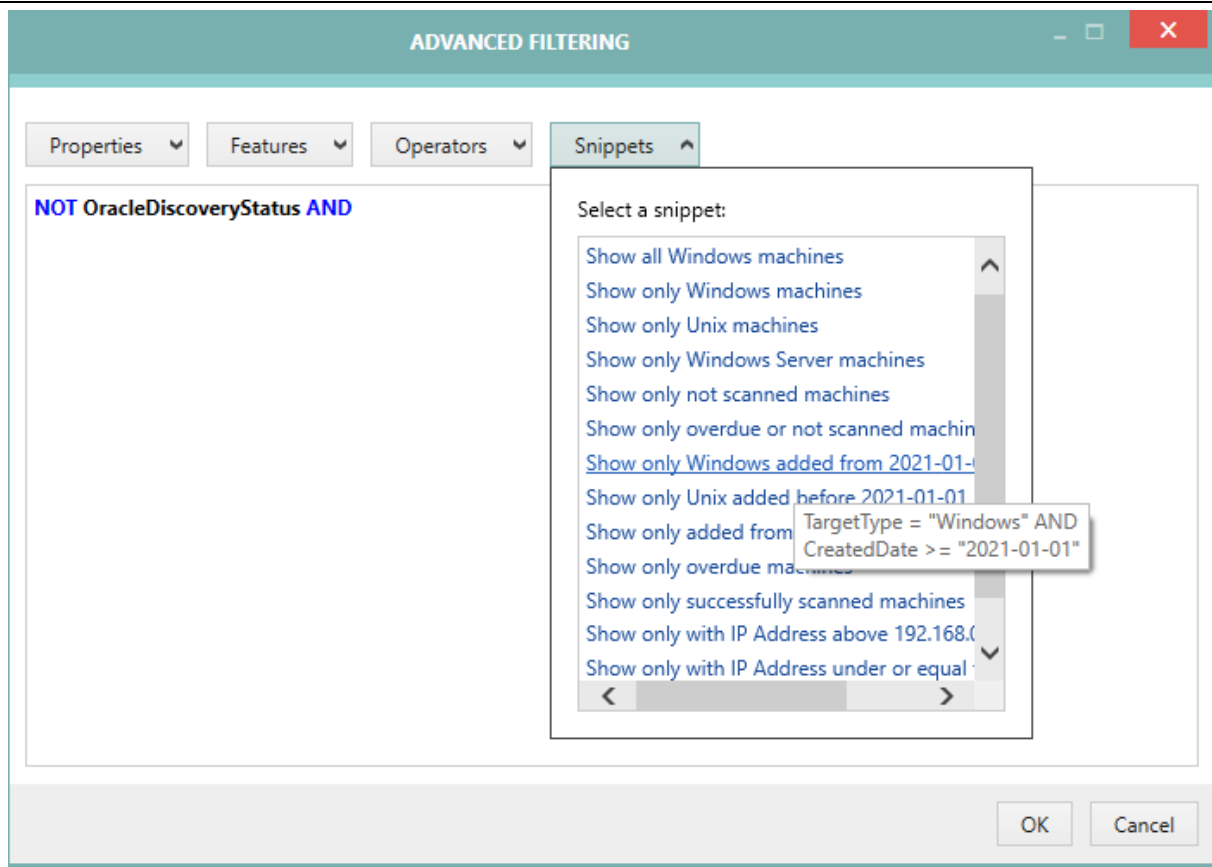 ADVANCED FILTERING
Properties
Features
Operators
Snippets
NOT OracleDiscoveryStatus AND
Select a snippet:
Show all Windows machines
Show only Windows machines
Show only Unix machines
Show only Windows Server machines
Show only not scanned machines
Show only overdue or not scanned machin
Show only Windows added from 2021-01-
Show only Unix added before 2021-01-01
Show only added from
TargetType = "Windows" AND
CreatedDate >= "2021-01-01"
Show only overdue machines
Show only successfully scanned machines
Show only with IP Address above 192.168.
Show only with IP Address under or equal
OK
Cancel